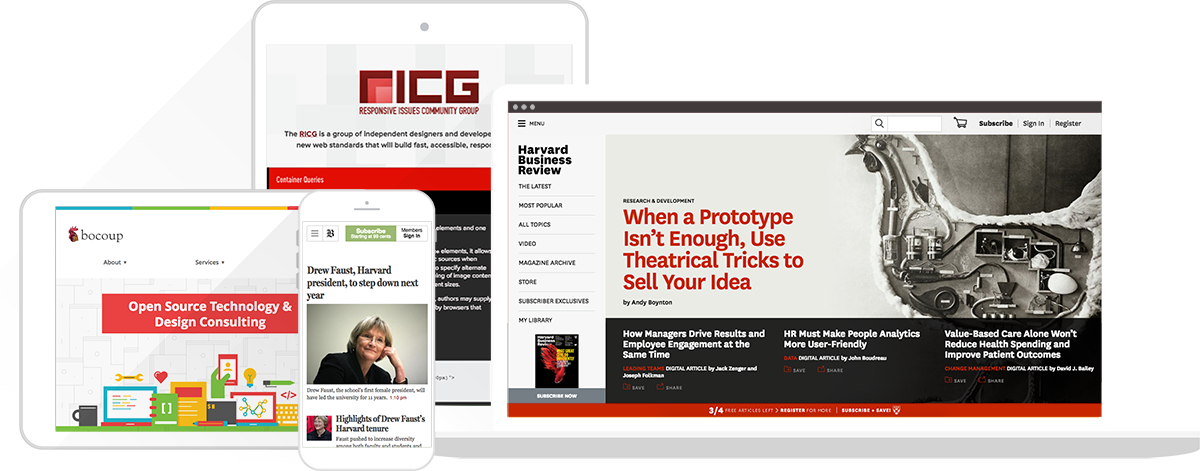 RICG
RESPONSIVE ISSUES COMMUNITY GROUP
The RICG is a group of independent designers and develope
new web standards that will build fast, accessible, respon
Container Queries
elements and one
e elements, it allows
c sources when
o specify alternate
ing of image content
ent sizes.
authors may supply
by browsers that
bocoup
About
Services
Open Source Technology &
Design Consulting
</>
Subscribe
Starting at 99 cents
Members
Sign In
B
Drew Faust, Harvard
president, to step down next
year
Drew Faust, the school's first female president, will
have led the university for 11 years. 1:10 pm
Highlights of Drew Faust's
Harvard tenure
Faust pushed to increase diversity
among both faculty and students and
MENU
Subscribe
Sign In
Register
Harvard
Business
Review
THE LATEST
MOST POPULAR
ALL TOPICS
VIDEO
MAGAZINE ARCHIVE
STORE
SUBSCRIBER EXCLUSIVES
MY LIBRARY
Harvard
Business
Review
SUBSCRIBE NOW
RESEARCH & DEVELOPMENT
When a Prototype
Isn't Enough, Use
Theatrical Tricks to
Sell Your Idea
by Andy Boynton
How Managers Drive Results and
Employee Engagement at the
Same Time
LEADING TEAMS DIGITAL ARTICLE by Jack Zenger and
Joseph Folkman
SAVE SHARE
HR Must Make People Analytics
More User-Friendly
DATA DIGITAL ARTICLE by John Boudreau
SAVE SHARE
Value-Based Care Alone Won't
Reduce Health Spending and
Improve Patient Outcomes
CHANGE MANAGEMENT DIGITAL ARTICLE by David J. Bailey
SAVE SHARE
3/4 FREE ARTICLES LEFT > REGISTER FOR MORE | SUBSCRIBE + SAVE!